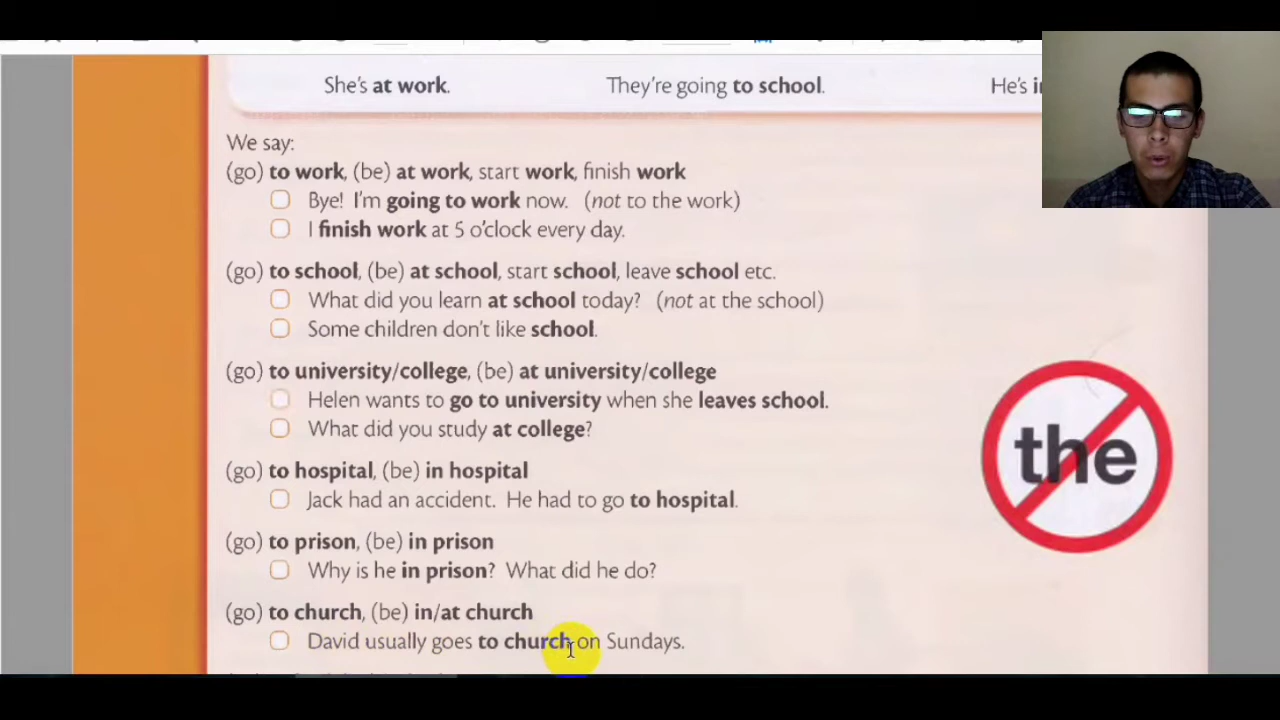 She's at work. They're going to school. He's i
We say:
(go) to work, (be) at work, start work, finish work
Bye! I'm going to work now. (not to the work)
I finish work at 5 o'clock every day.
(go) to school, (be) at school, start school, leave school etc.
What did you learn at school today? (not at the school)
Some children don't like school.
(go) to university/college, (be) at university/college
Helen wants to go to university when she leaves school.
What did you study at college?
(go) to hospital, (be) in hospital
Jack had an accident. He had to go to hospital.
the
(go) to prison, (be) in prison
Why is he in prison? What did he do?
(go) to church, (be) in/at church
David usually goes to church on Sundays.